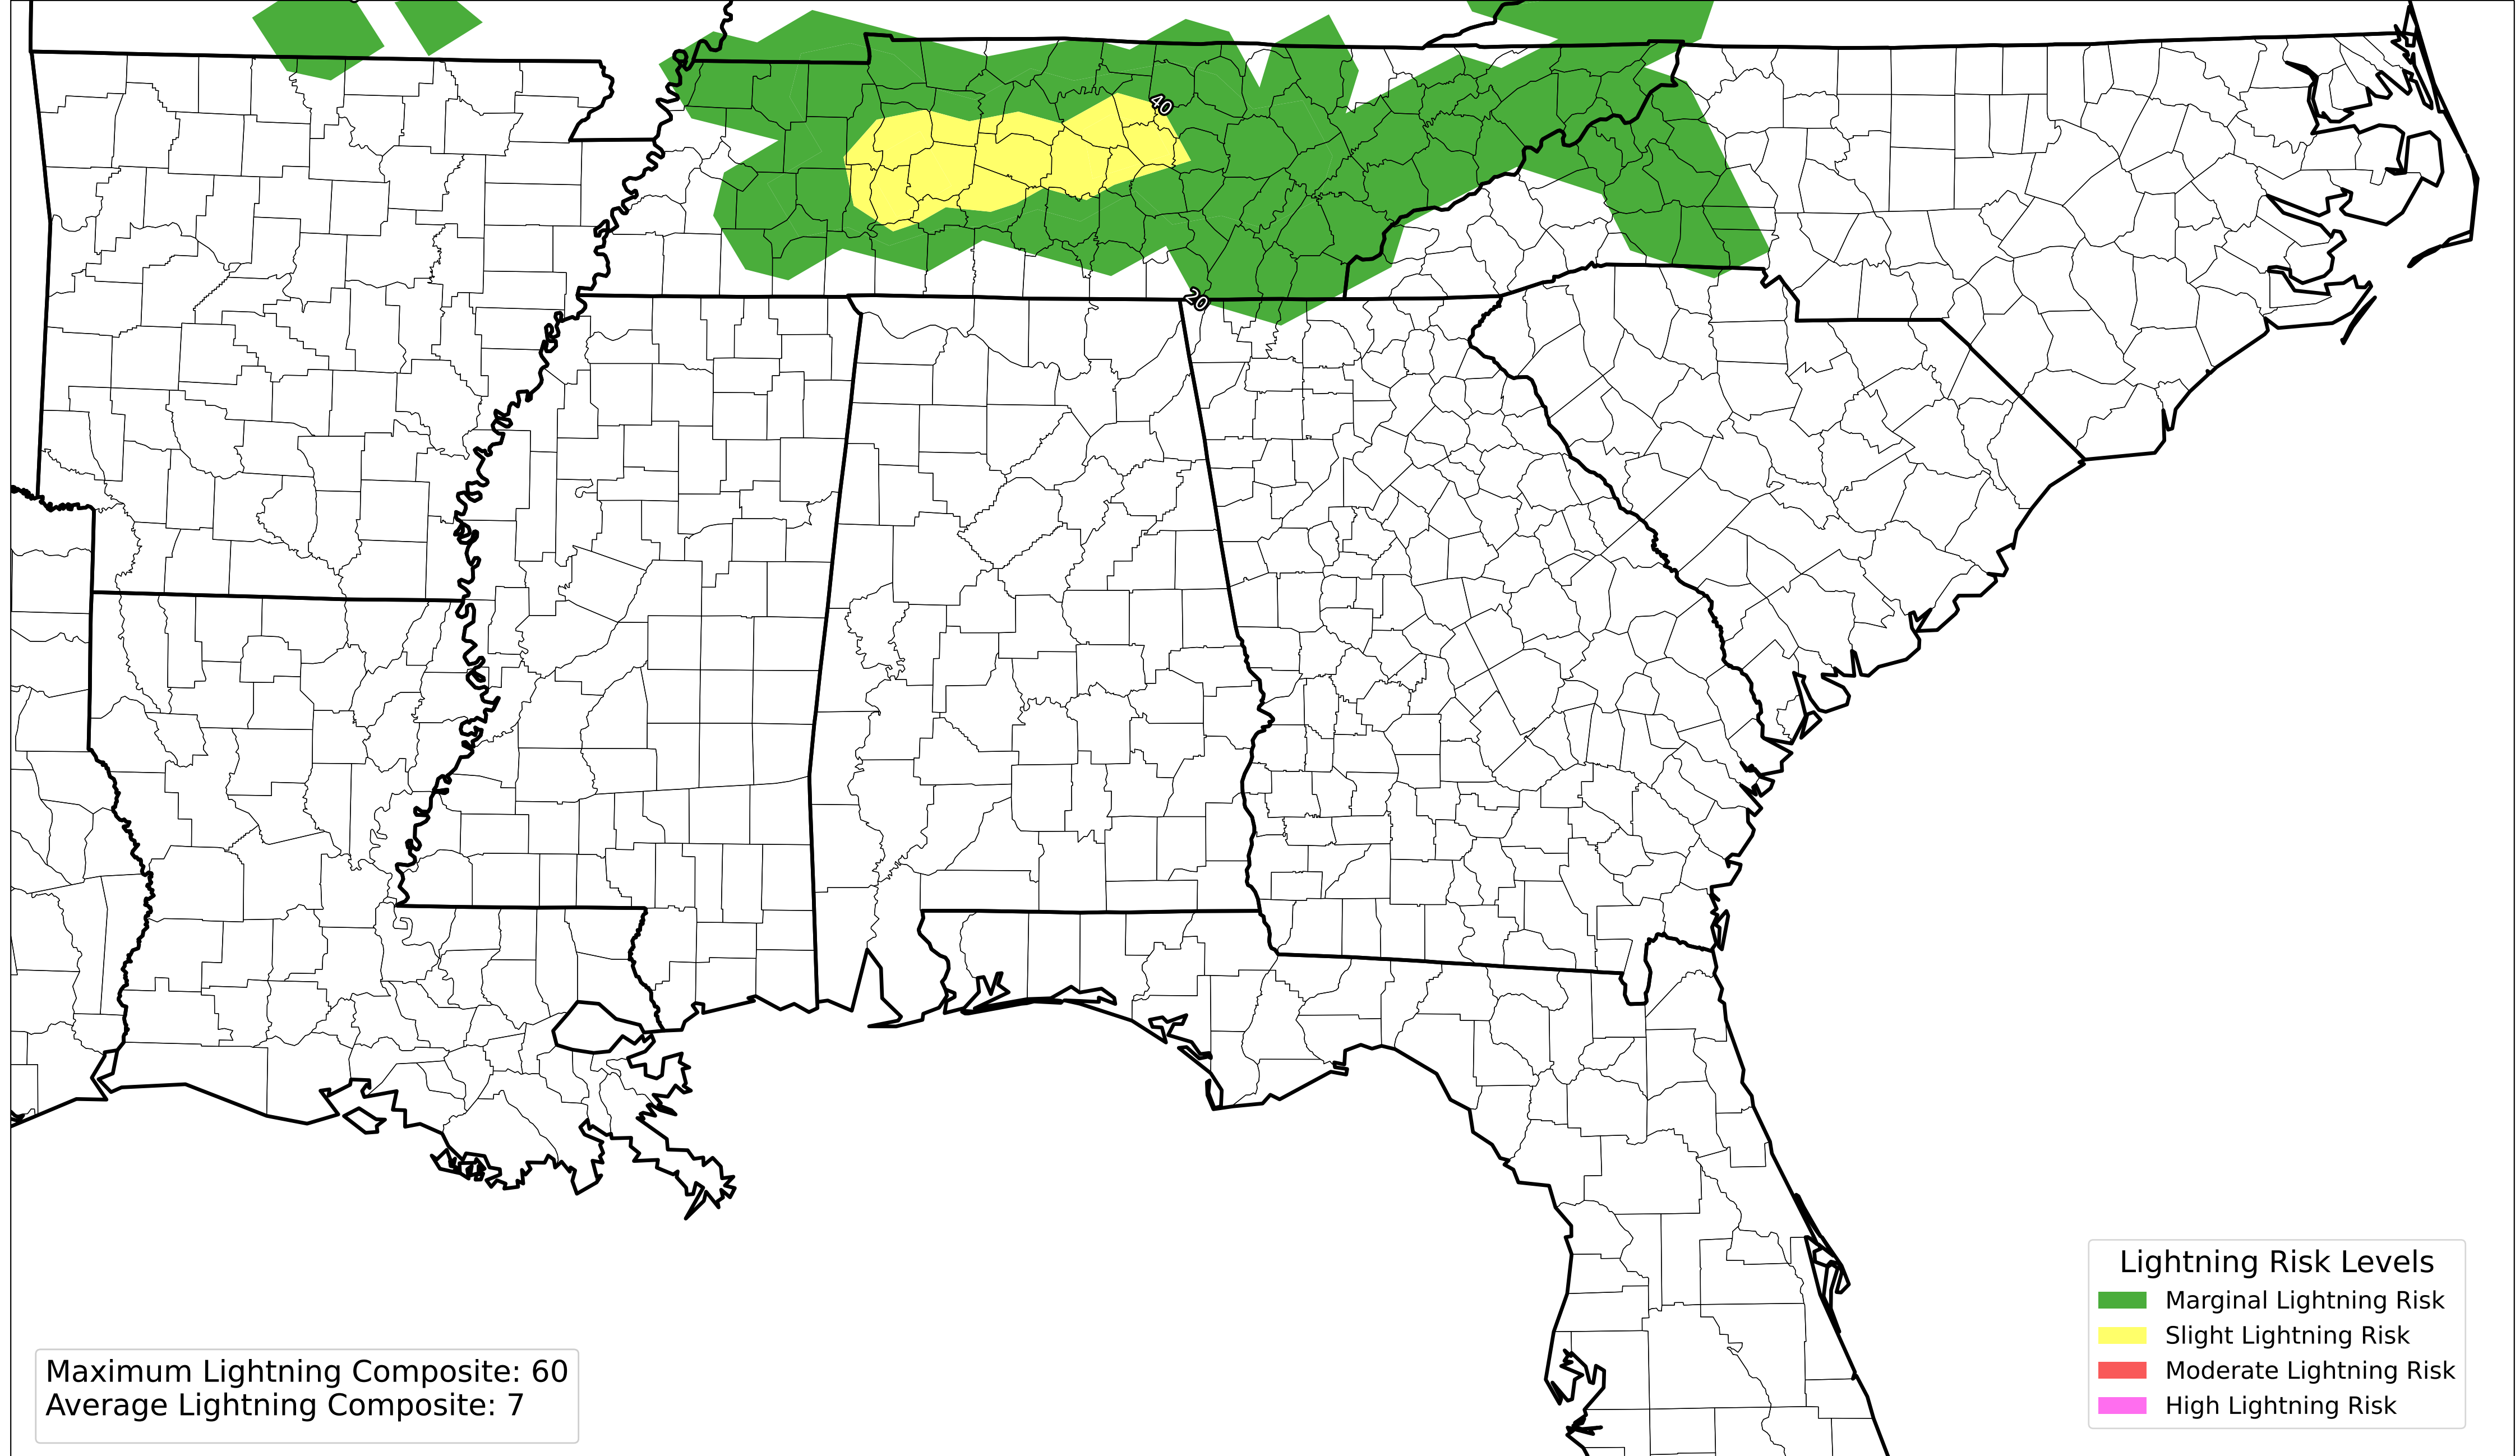 40
20
Lightning Risk Levels
Marginal Lightning Risk
Slight Lightning Risk
Moderate Lightning Risk
High Lightning Risk
Maximum Lightning Composite: 60
Average Lightning Composite: 7